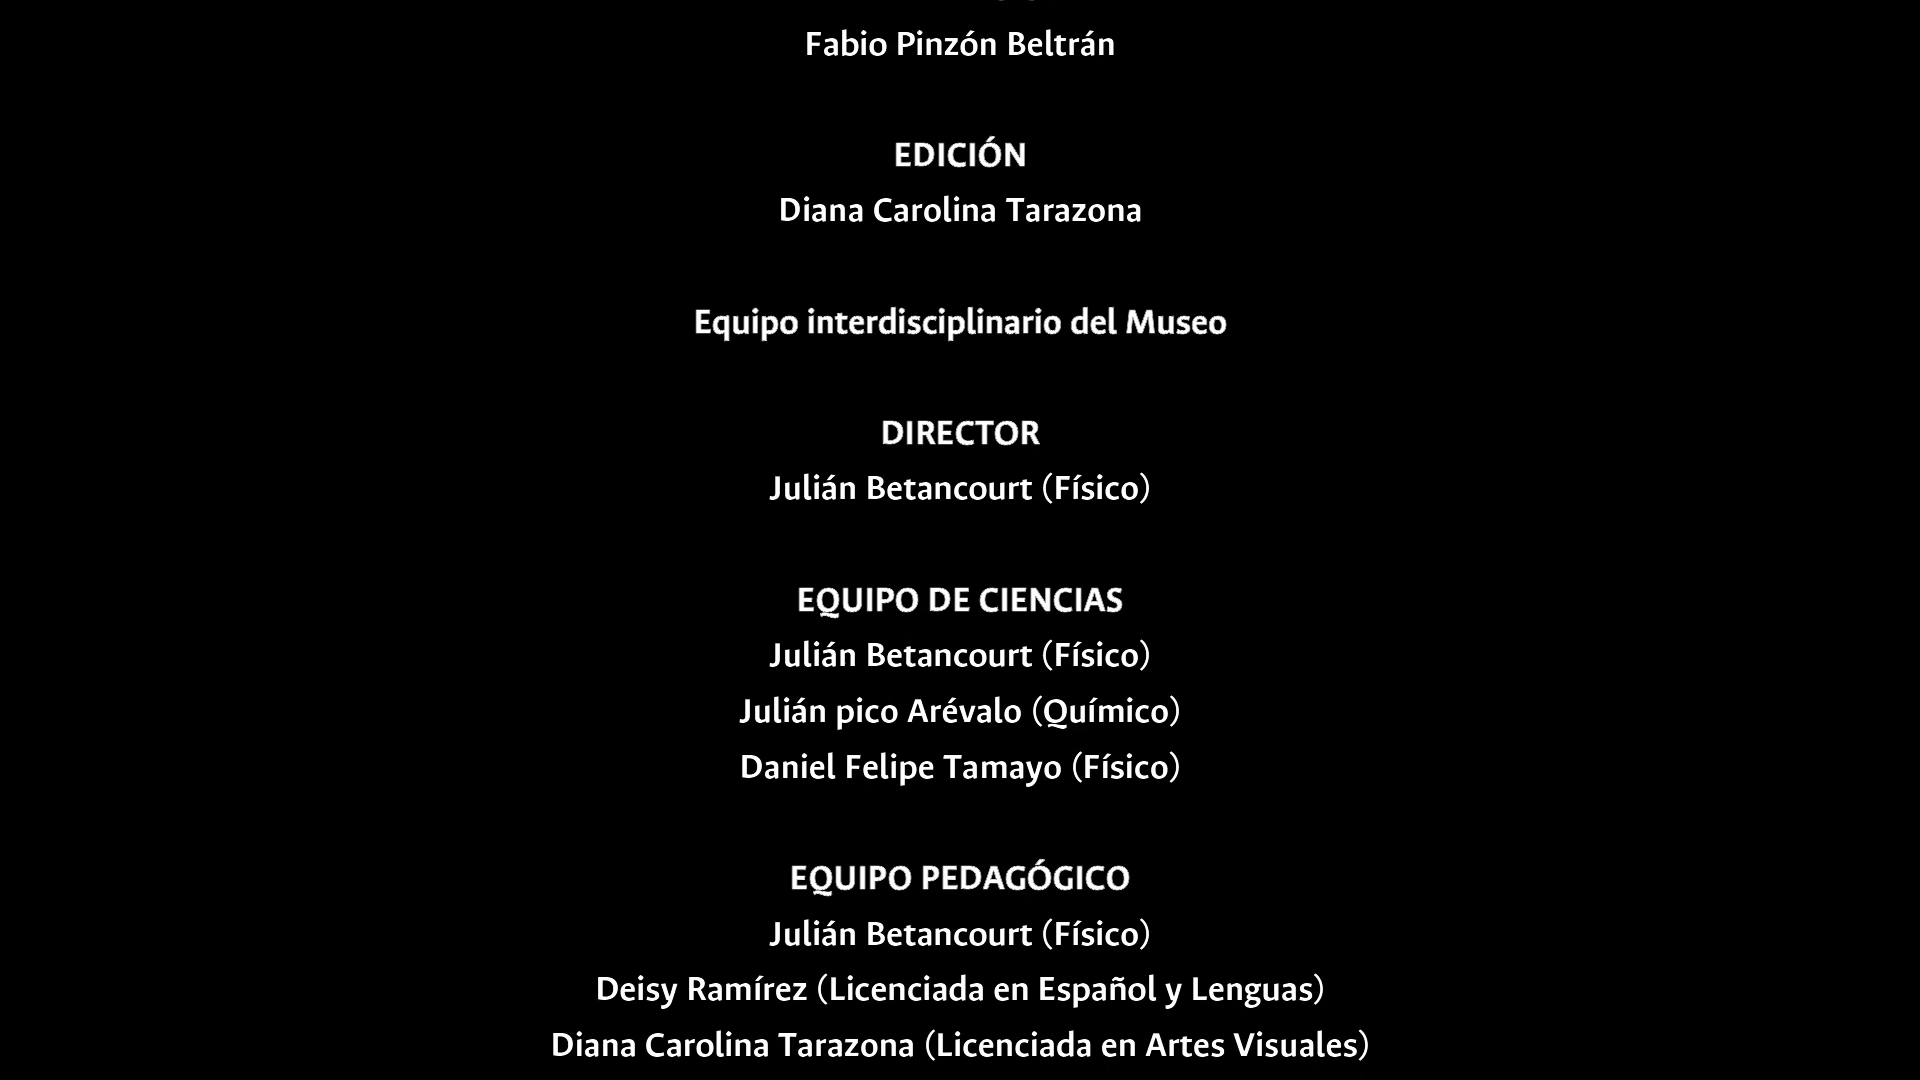 Fabio Pinzón Beltrán
EDICIÓN
Diana Carolina Tarazona
Equipo interdisciplinario del Museo
DIRECTOR
Julián Betancourt (Físico)
EQUIPO DE CIENCIAS
Julián Betancourt (Físico)
Julián pico Arévalo (Químico)
Daniel Felipe Tamayo (Físico)
EQUIPO PEDAGÓGICO
Julián Betancourt (Físico)
Deisy Ramírez (Licenciada en Español y Lenguas)
Diana Carolina Tarazona (Licenciada en Artes Visuales)